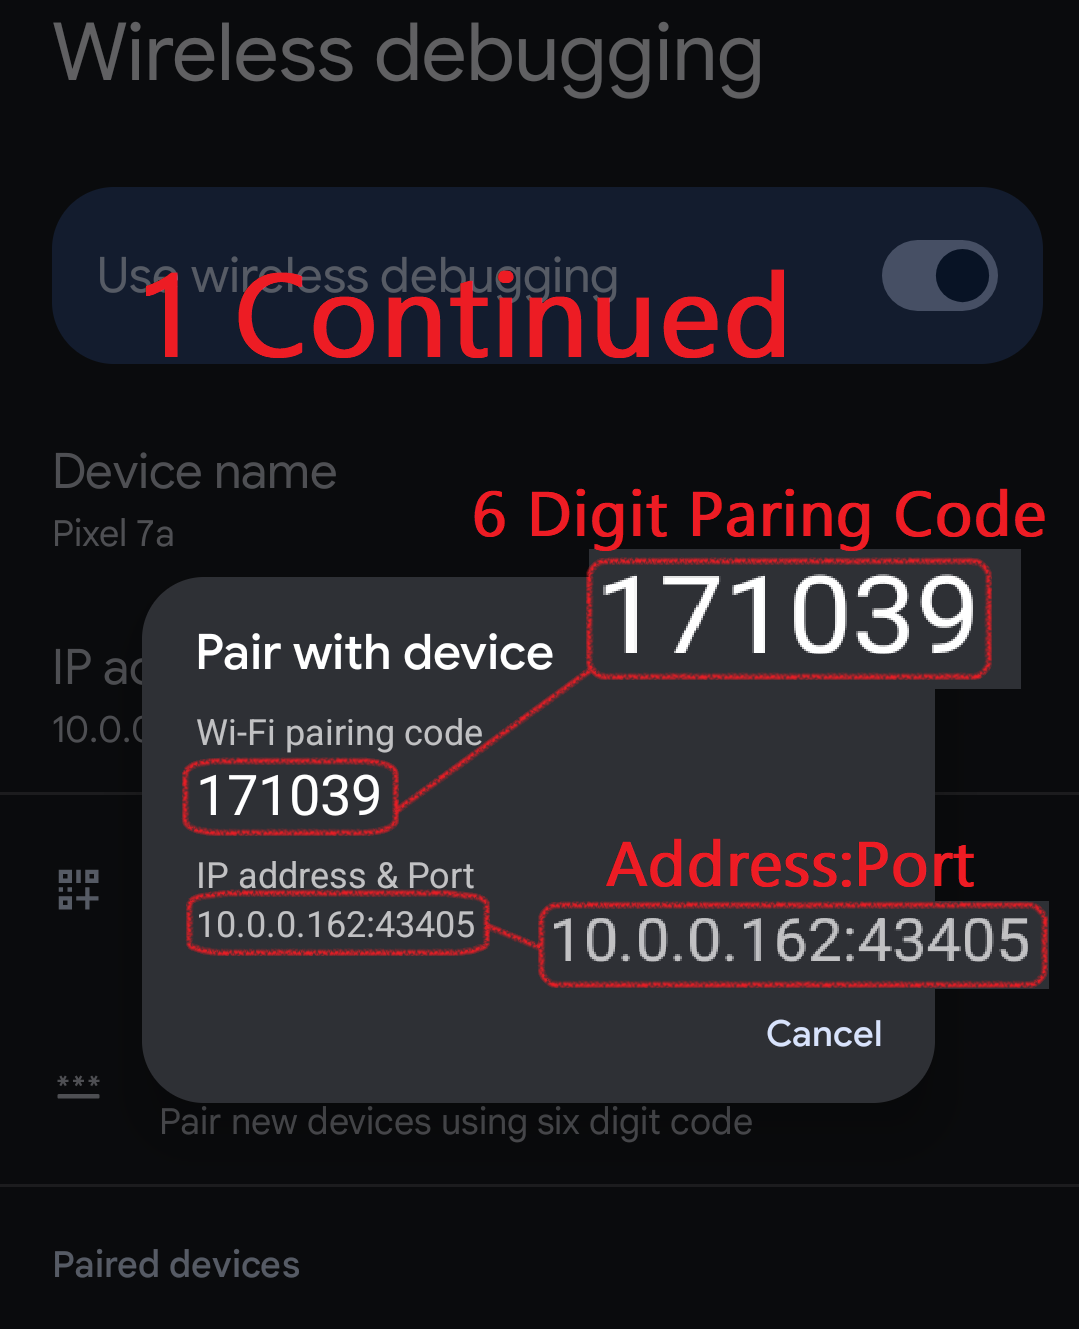 Wireless debugging
Use wireless debugging
1 Continued
Device name
Pixel 7a
6 Digit Paring Code
171039
Pair with device
IP ad
Wi-Fi pairing code
10.0.0
171039
IP address & Port
Address:Port
10.0.0.162:43405
10.0.0.162:43405
Cancel
***
Pair new devices using six digit code
Paired devices